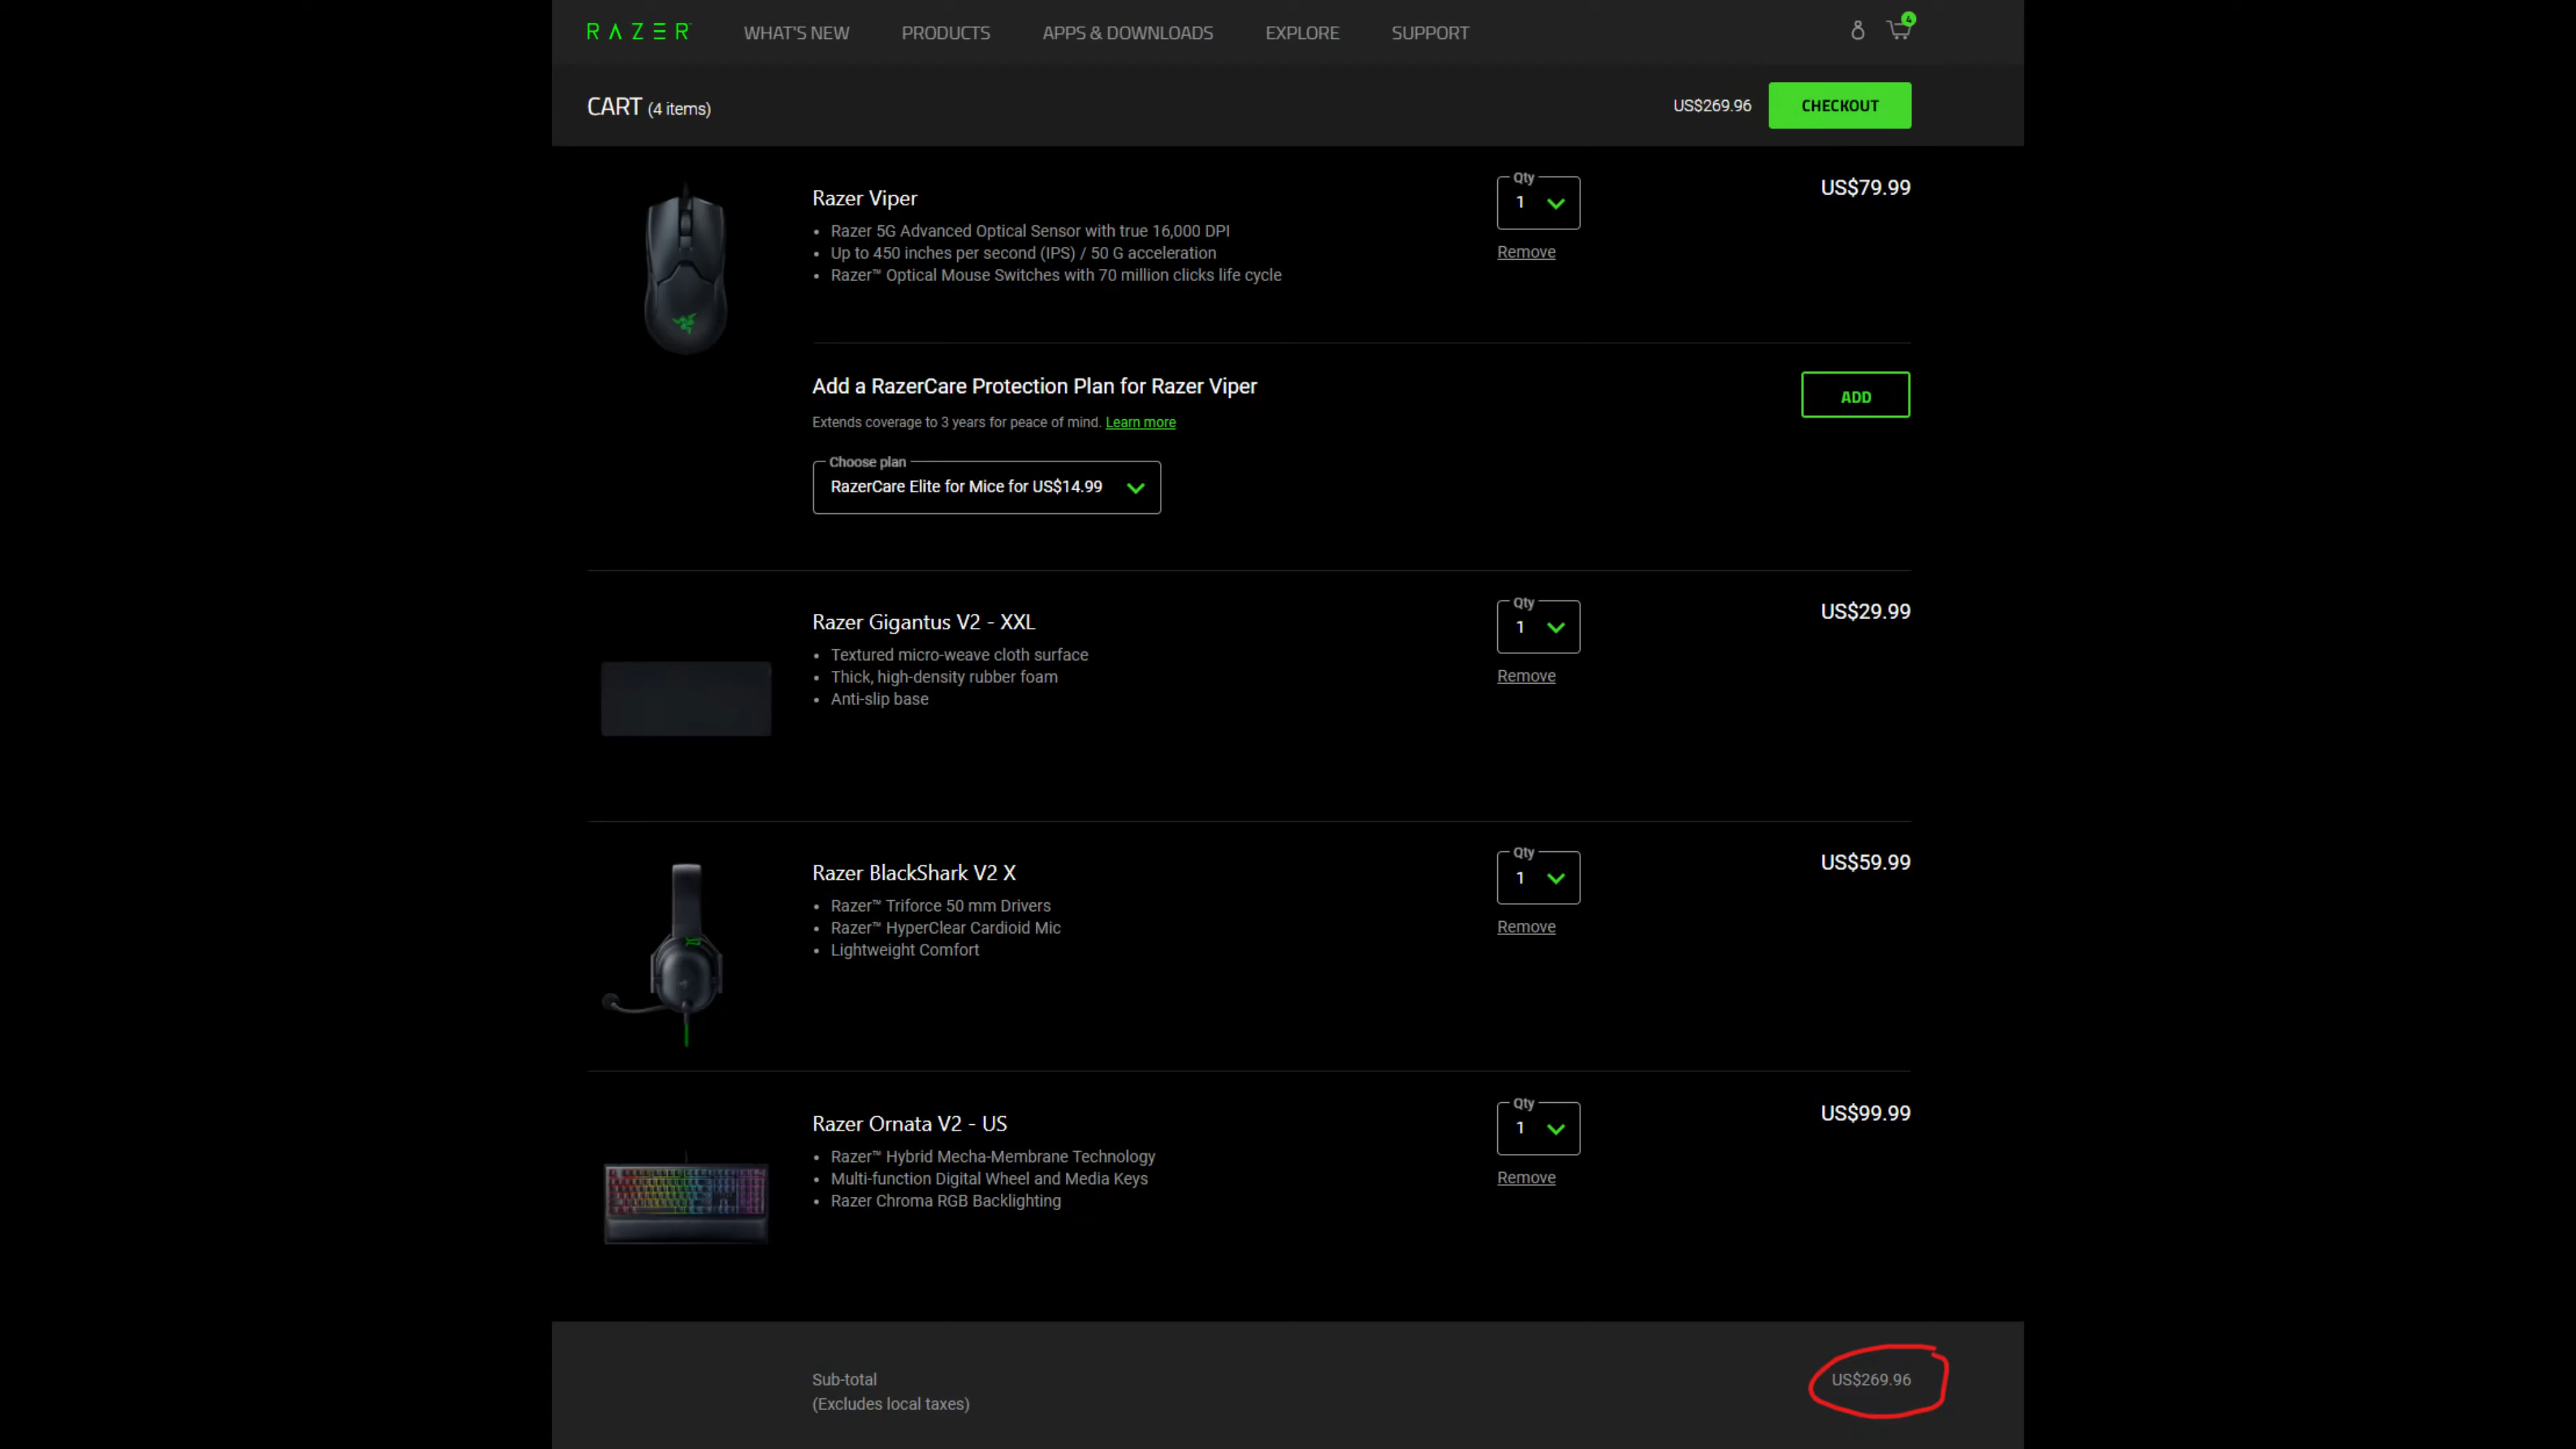 RAZER WHAT'S NEW PRODUCTS APPS & DOWNLOADS EXPLORE SUPPORT 4
CART (4 items) US$269.96 CHECKOUT
Razer Viper
Qty
1
US$79.99
• Razer 5G Advanced Optical Sensor with true 16,000 DPI
• Up to 450 inches per second (IPS) / 50 G acceleration
• Razer™ Optical Mouse Switches with 70 million clicks life cycle
Remove
Add a RazerCare Protection Plan for Razer Viper
ADD
Extends coverage to 3 years for peace of mind. Learn more
Choose plan
RazerCare Elite for Mice for US$14.99
Razer Gigantus V2 - XXL
Qty
1
US$29.99
• Textured micro-weave cloth surface
• Thick, high-density rubber foam
• Anti-slip base
Remove
Razer BlackShark V2 X
Qty
1
US$59.99
• Razer™ Triforce 50 mm Drivers
• Razer™ HyperClear Cardioid Mic
• Lightweight Comfort
Remove
Razer Ornata V2 - US
Qty
1
US$99.99
• Razer™ Hybrid Mecha-Membrane Technology
• Multi-function Digital Wheel and Media Keys
• Razer Chroma RGB Backlighting
Remove
Sub-total US$269.96
(Excludes local taxes)